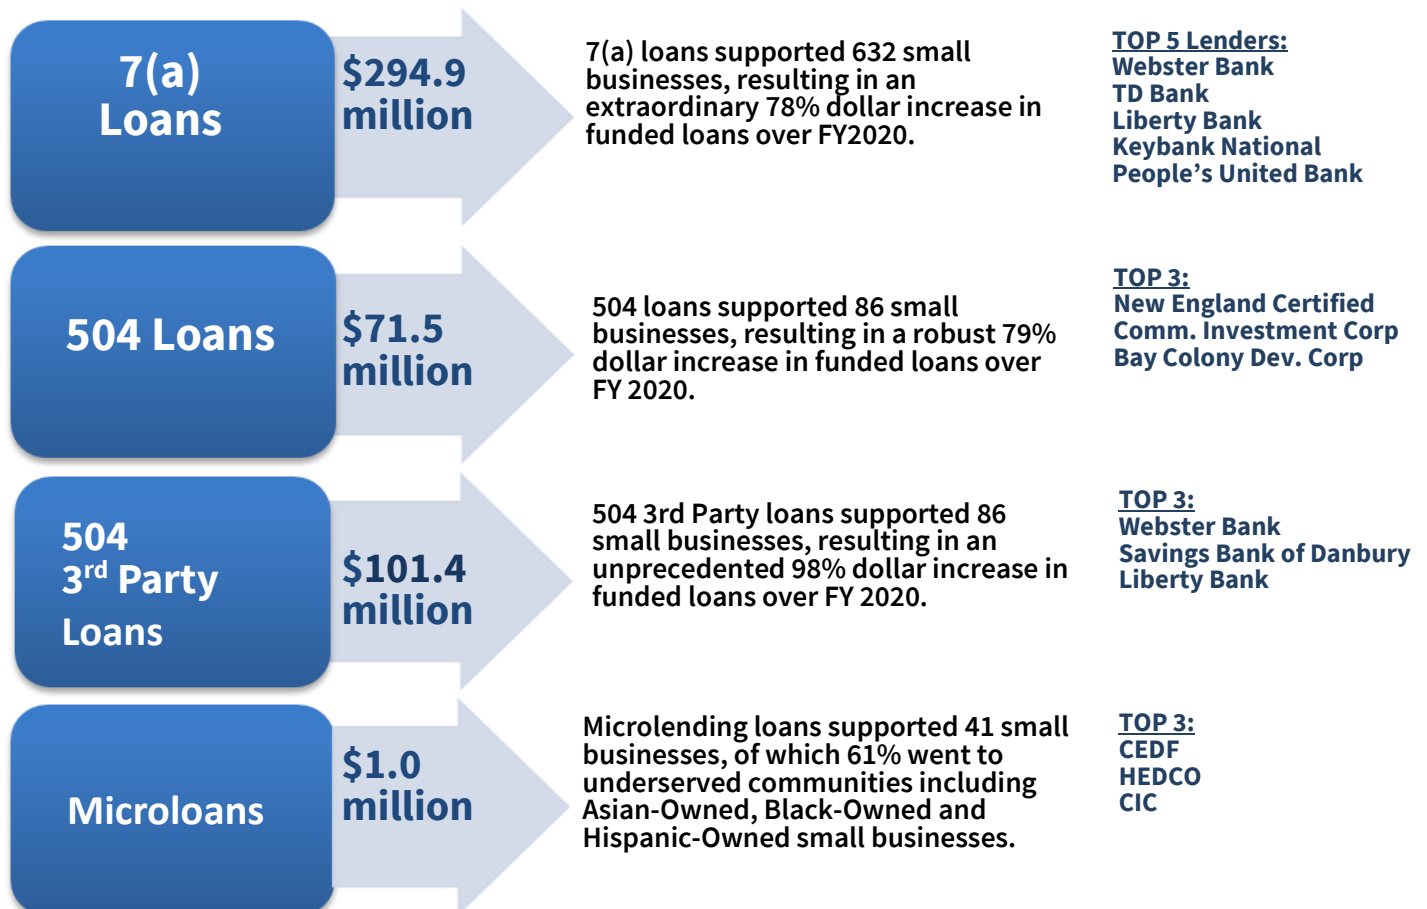 7(a)
Loans
$294.9
million
7(a) loans supported 632 small
businesses, resulting in an
extraordinary 78% dollar increase in
funded loans over FY2020.
TOP 5 Lenders:
Webster Bank
TD Bank
Liberty Bank
Keybank National
People’s United Bank
504 Loans
$71.5
million
504 loans supported 86 small
businesses, resulting in a robust 79%
dollar increase in funded loans over
FY 2020.
TOP 3:
New England Certified
Comm. Investment Corp
Bay Colony Dev. Corp
504
3rd Party
Loans
$101.4
million
504 3rd Party loans supported 86
small businesses, resulting in an
unprecedented 98% dollar increase in
funded loans over FY 2020.
TOP 3:
Webster Bank
Savings Bank of Danbury
Liberty Bank
Microloans
$1.0
million
Microlending loans supported 41 small
businesses, of which 61% went to
underserved communities including
Asian-Owned, Black-Owned and
Hispanic-Owned small businesses.
TOP 3:
CEDF
HEDCO
CIC